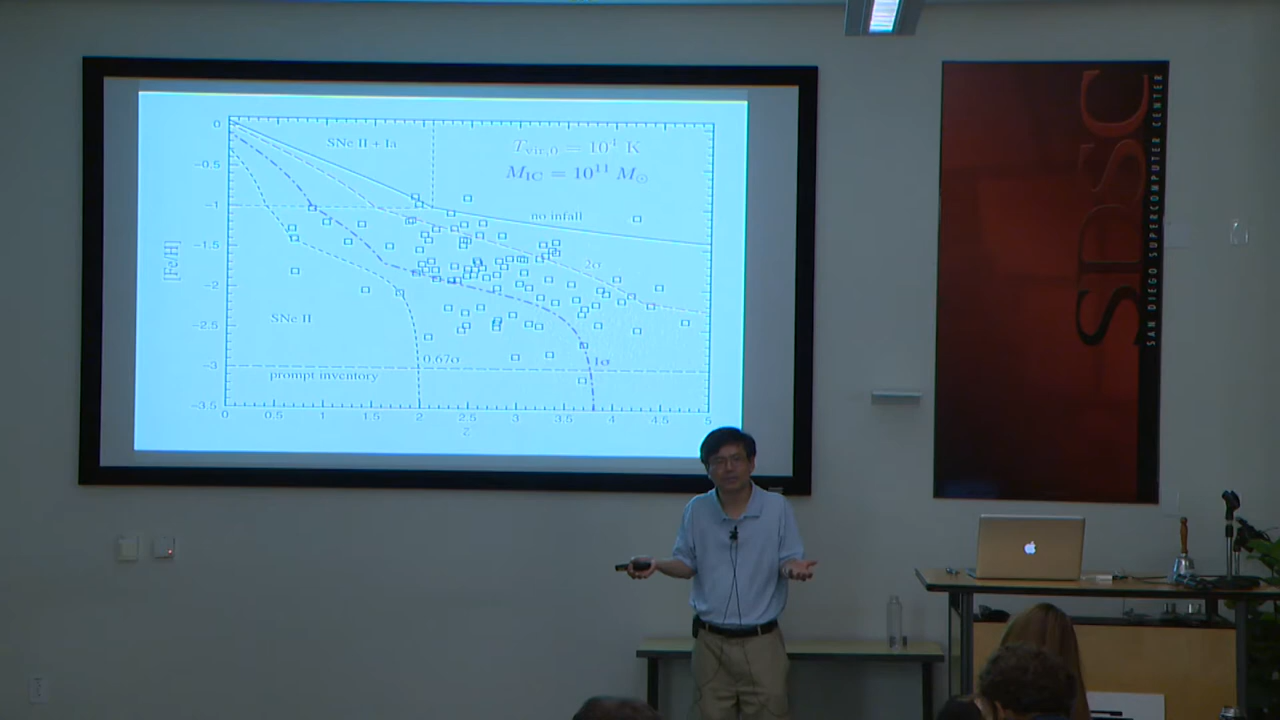 SNe II + Ia
T_vir,0 = 10^4 K
M_IC = 10^11 M_⊙
no infall
2σ
SNe II
0.67σ
1σ
prompt inventory
[Fe/H]
0
−0.5
−1
−1.5
−2
−2.5
−3
−3.5
0
0.5
1
1.5
2
2.5
3
3.5
4
4.5
5
z
SDSC
SAN DIEGO SUPERCOMPUTER CENTER